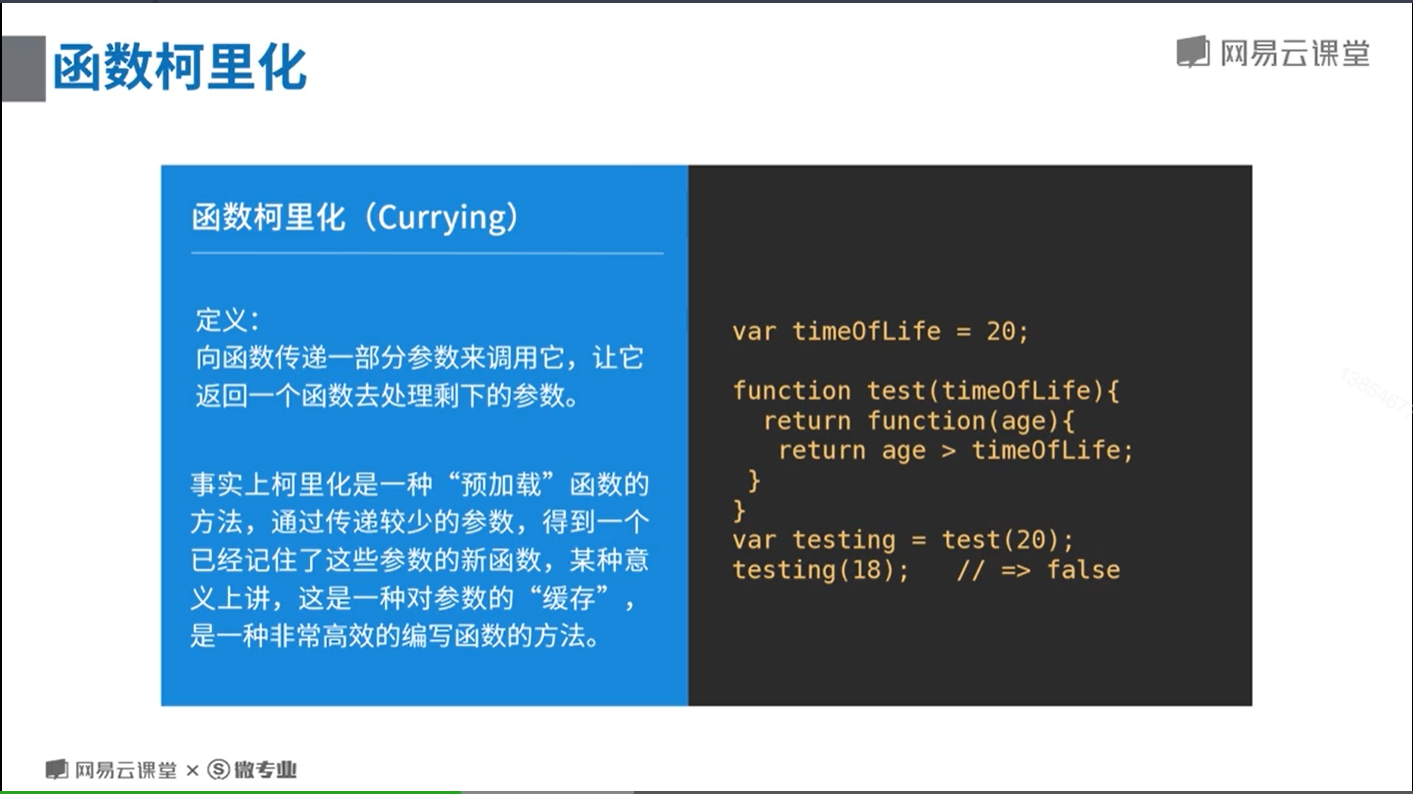 函数柯里化
网易云课堂
函数柯里化（Currying）
定义：
向函数传递一部分参数来调用它，让它
返回一个函数去处理剩下的参数。
事实上柯里化是一种“预加载”函数的
方法，通过传递较少的参数，得到一个
已经记住了这些参数的新函数，某种意
义上讲，这是一种对参数的“缓存”，
是一种非常高效的编写函数的方法。
var timeOfLife = 20;
function test(timeOfLife){
return function(age){
return age > timeOfLife;
}
}
var testing = test(20);
testing(18);   // => false
网易云课堂 × Ⓢ 微专业